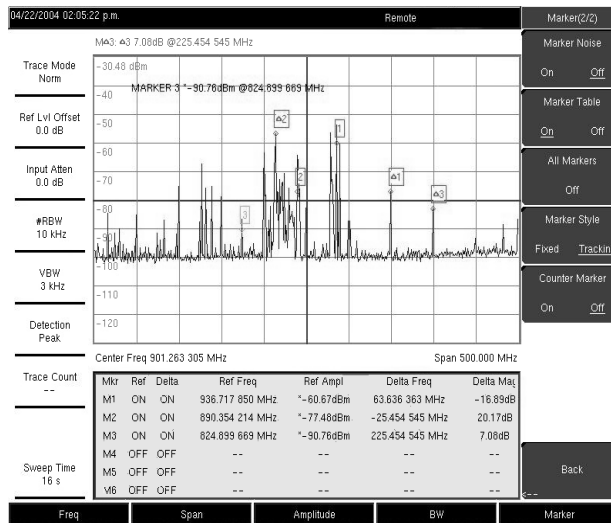 04/22/2004 02:05:22 p.m. Remote Marker(2/2)
MΔ3: Δ3 7.08dB @225.454 545 MHz
Marker Noise
On Off
Trace Mode
Norm
-30.48 dBm
MARKER 3 *-90.76dBm @824.899 669 MHz
-40
Marker Table
On Off
Ref Lvl Offset
0.0 dB
-50
Δ2
1
All Markers
Off
Input Atten
0.0 dB
-60
-70
2
Δ1
Δ3
#RBW
10 kHz
-80
3
Marker Style
Fixed Trackin
-90
-100
VBW
3 kHz
Counter Marker
On Off
-110
Detection
Peak
-120
Center Freq 901.263 305 MHz Span 500.000 MHz
Trace Count
--
Mkr Ref Delta Ref Freq Ref Ampl Delta Freq Delta Mag
M1 ON ON 936.717 850 MHz *-60.67dBm 63.636 363 MHz -16.89dB
M2 ON ON 890.354 214 MHz *-77.48dBm -25.454 545 MHz 20.17dB
M3 ON ON 824.899 669 MHz *-90.76dBm 225.454 545 MHz 7.08dB
M4 OFF OFF -- -- -- --
M5 OFF OFF -- -- -- --
M6 OFF OFF -- -- -- --
Sweep Time
16 s
Back
<--
Freq Span Amplitude BW Marker